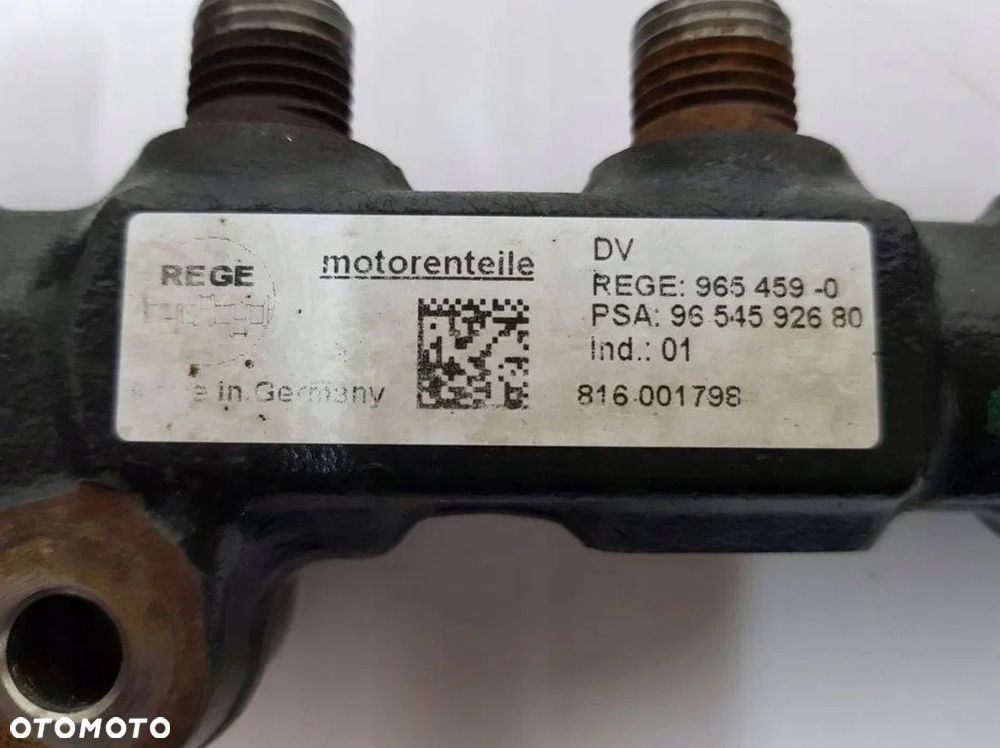 REGE
motorenteile
in Germany
DV
REGE: 965 459 -0
PSA: 96 545 926 80
Ind.: 01
816 001798
OTOMOTO